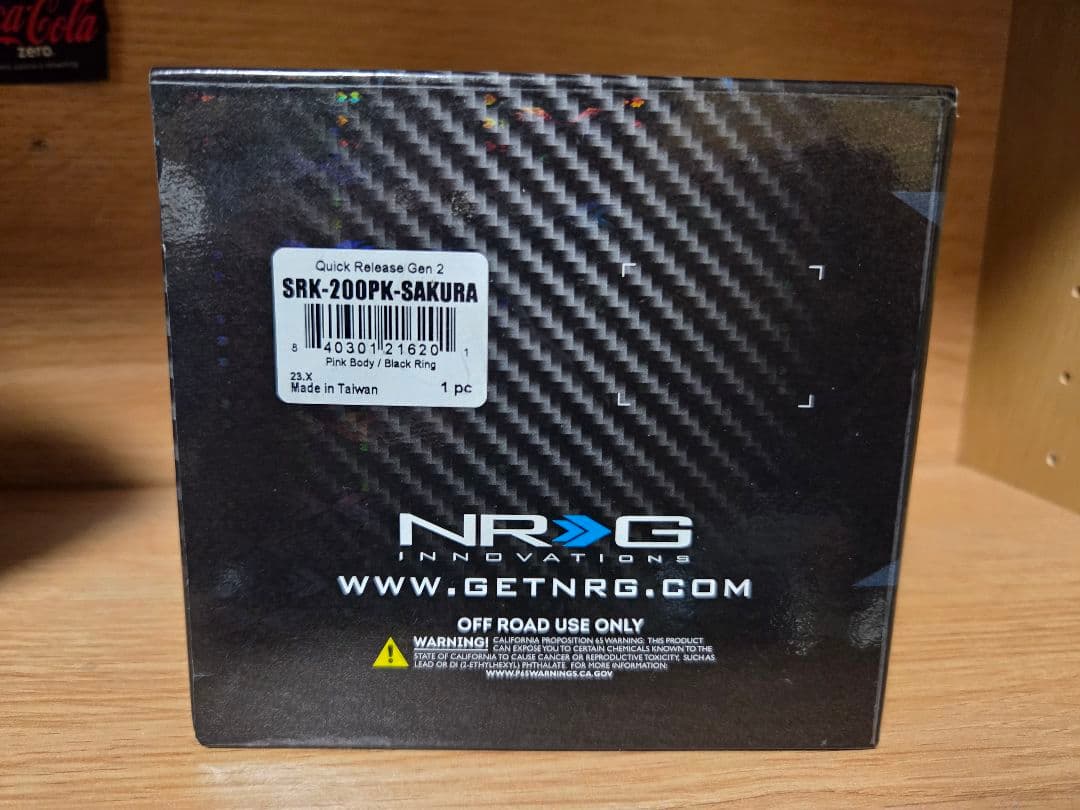 Coca-Cola
zero
Quick Release Gen 2
SRK-200PK-SAKURA
8 40301 21620 1
Pink Body / Black Ring
23.X
Made in Taiwan 1 pc
NRG
INNOVATIONS
WWW.GETNRG.COM
OFF ROAD USE ONLY
WARNING! CALIFORNIA PROPOSITION 65 WARNING: THIS PRODUCT
CAN EXPOSE YOU TO CERTAIN CHEMICALS KNOWN TO THE
STATE OF CALIFORNIA TO CAUSE CANCER OR REPRODUCTIVE TOXICITY, SUCH AS
LEAD OR DI (2-ETHYLHEXYL) PHTHALATE. FOR MORE INFORMATION:
WWW.P65WARNINGS.CA.GOV